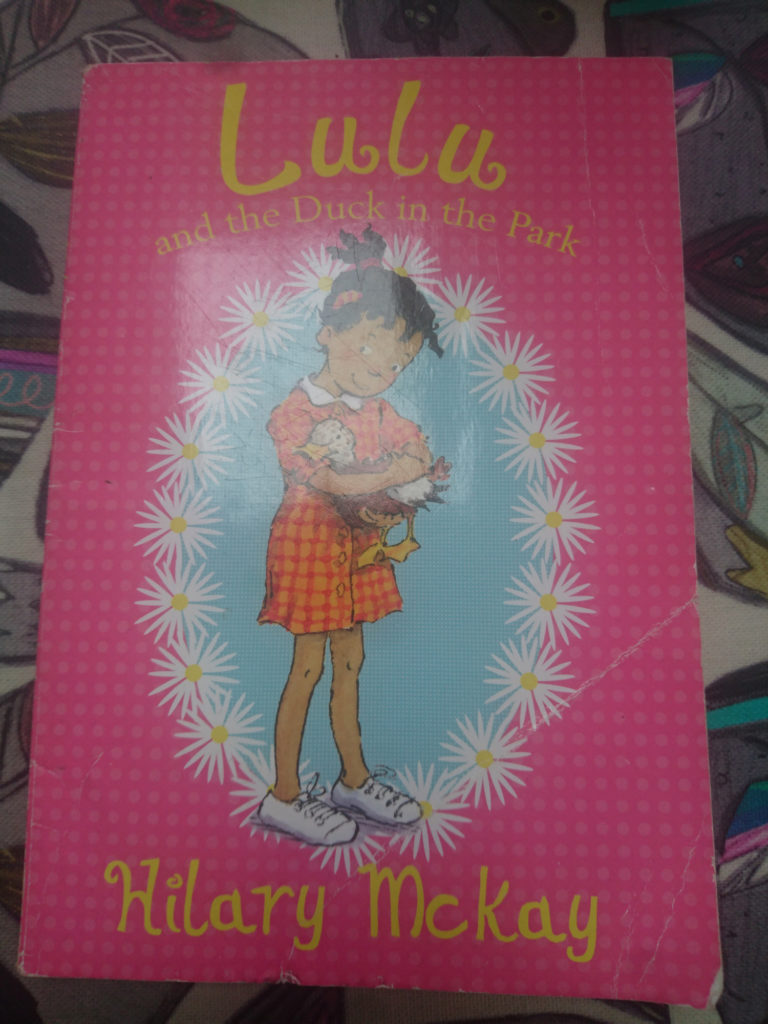 Lulu
and the Duck in the Park
Hilary McKay